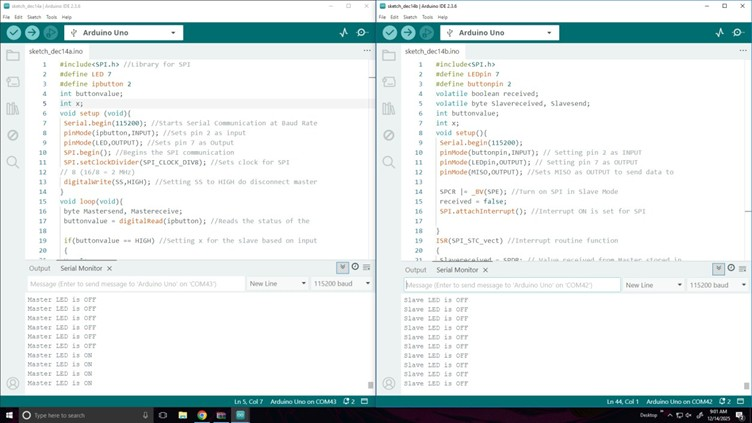 sketch_dec14a | Arduino IDE 2.3.6
File Edit Sketch Tools Help
Arduino Uno
sketch_dec14a.ino
1 #include<SPI.h> //Library for SPI
2 #define LED 7
3 #define ipbutton 2
4 int buttonvalue;
5 int x;
6 void setup (void){
7 Serial.begin(115200); //Starts Serial Communication at Baud Rate
8 pinMode(ipbutton,INPUT); //Sets pin 2 as input
9 pinMode(LED,OUTPUT); //Sets pin 7 as Output
10 SPI.begin(); //Begins the SPI communication
11 SPI.setClockDivider(SPI_CLOCK_DIV8); //Sets clock for SPI
12 // 8 (16/8 = 2 MHz)
13 digitalWrite(SS,HIGH); //Setting SS to HIGH do disconnect master
14 }
15 void loop(void){
16 byte Mastersend, Mastereceive;
17 buttonvalue = digitalRead(ipbutton); //Reads the status of the
18
19 if(buttonvalue == HIGH) //Setting x for the slave based on input
20 {
Output Serial Monitor
Message (Enter to send message to 'Arduino Uno' on 'COM43')
New Line
115200 baud
Master LED is OFF
Master LED is OFF
Master LED is OFF
Master LED is OFF
Master LED is OFF
Master LED is OFF
Master LED is ON
Master LED is ON
Master LED is ON
Master LED is ON
Ln 5, Col 7 Arduino Uno on COM43 2
sketch_dec14b | Arduino IDE 2.3.6
File Edit Sketch Tools Help
Arduino Uno
sketch_dec14b.ino
1 #include<SPI.h>
2 #define LEDpin 7
3 #define buttonpin 2
4 volatile boolean received;
5 volatile byte Slavereceived, Slavesend;
6 int buttonvalue;
7 int x;
8 void setup(){
9 Serial.begin(115200);
10 pinMode(buttonpin,INPUT); // Setting pin 2 as INPUT
11 pinMode(LEDpin,OUTPUT); // Setting pin 7 as OUTPUT
12 pinMode(MISO,OUTPUT); //Sets MISO as OUTPUT to send data to
13
14 SPCR |= _BV(SPE); //Turn on SPI in Slave Mode
15 received = false;
16 SPI.attachInterrupt(); //Interrupt ON is set for SPI
17
18 }
19 ISR(SPI_STC_vect) //Interrupt routine function
20 {
21 Slavereceived = SPDR; // Value received from Master stored in
Output Serial Monitor
Message (Enter to send message to 'Arduino Uno' on 'COM42')
New Line
115200 baud
Slave LED is OFF
Slave LED is OFF
Slave LED is OFF
Slave LED is OFF
Slave LED is OFF
Slave LED is OFF
Slave LED is OFF
Slave LED is OFF
Slave LED is OFF
Slave LED is OFF
Ln 44, Col 1 Arduino Uno on COM42 2
Type here to search
Desktop
9:01 AM
12/14/2025